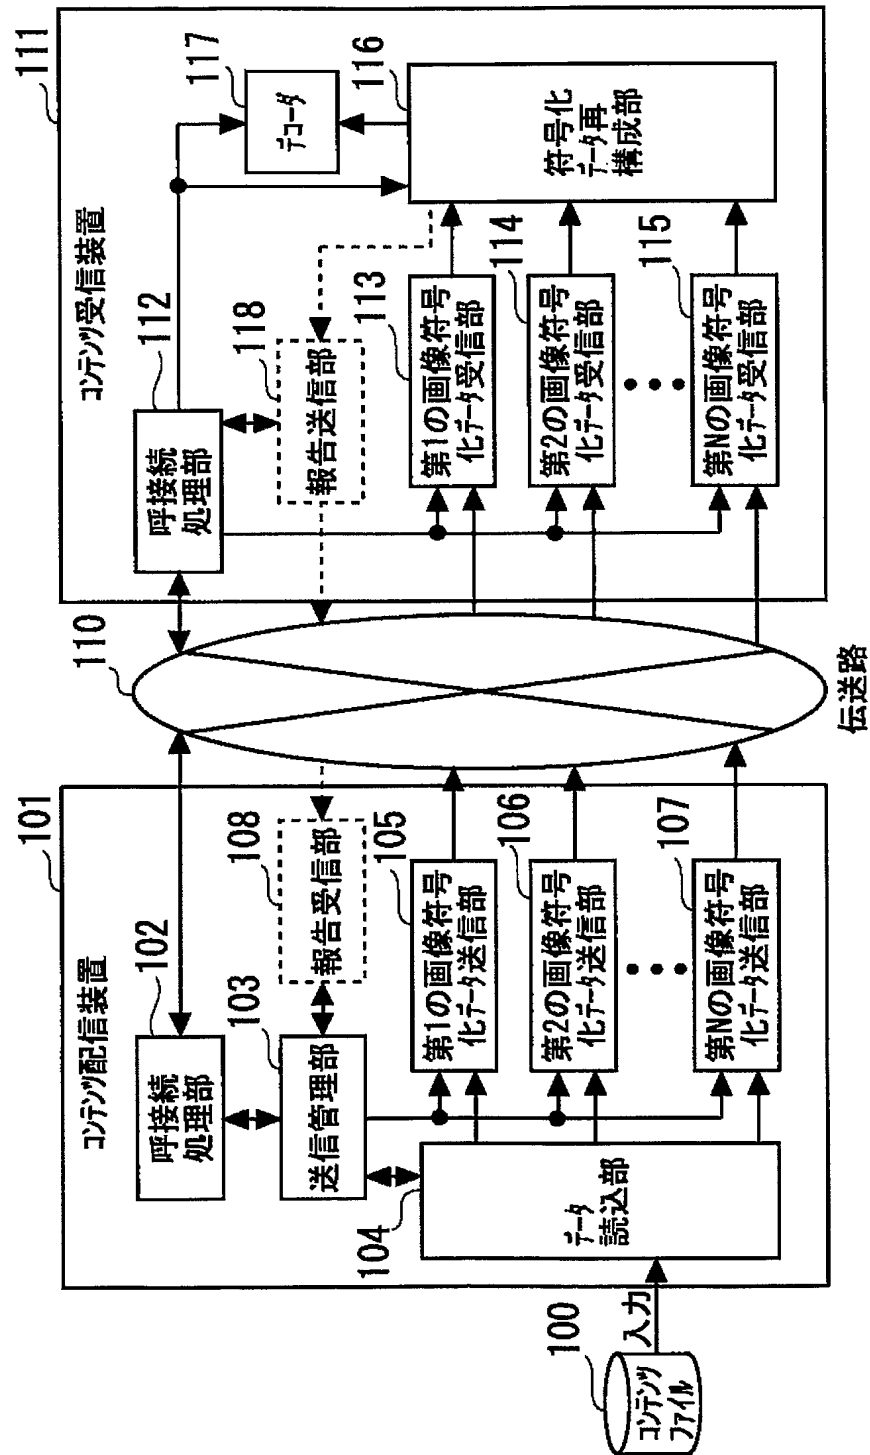 101
コンテンツ配信装置
102
呼接続
処理部
103
送信管理部
108
報告受信部
104
データ
読込部
105
第1の画像符号
化データ送信部
106
第2の画像符号
化データ送信部
107
第Nの画像符号
化データ送信部
100
コンテンツ
ファイル
入力
110
伝送路
111
コンテンツ受信装置
112
呼接続
処理部
118
報告送信部
113
第1の画像符号
化データ受信部
114
第2の画像符号
化データ受信部
115
第Nの画像符号
化データ受信部
116
符号化
データ再
構成部
117
デコーダ